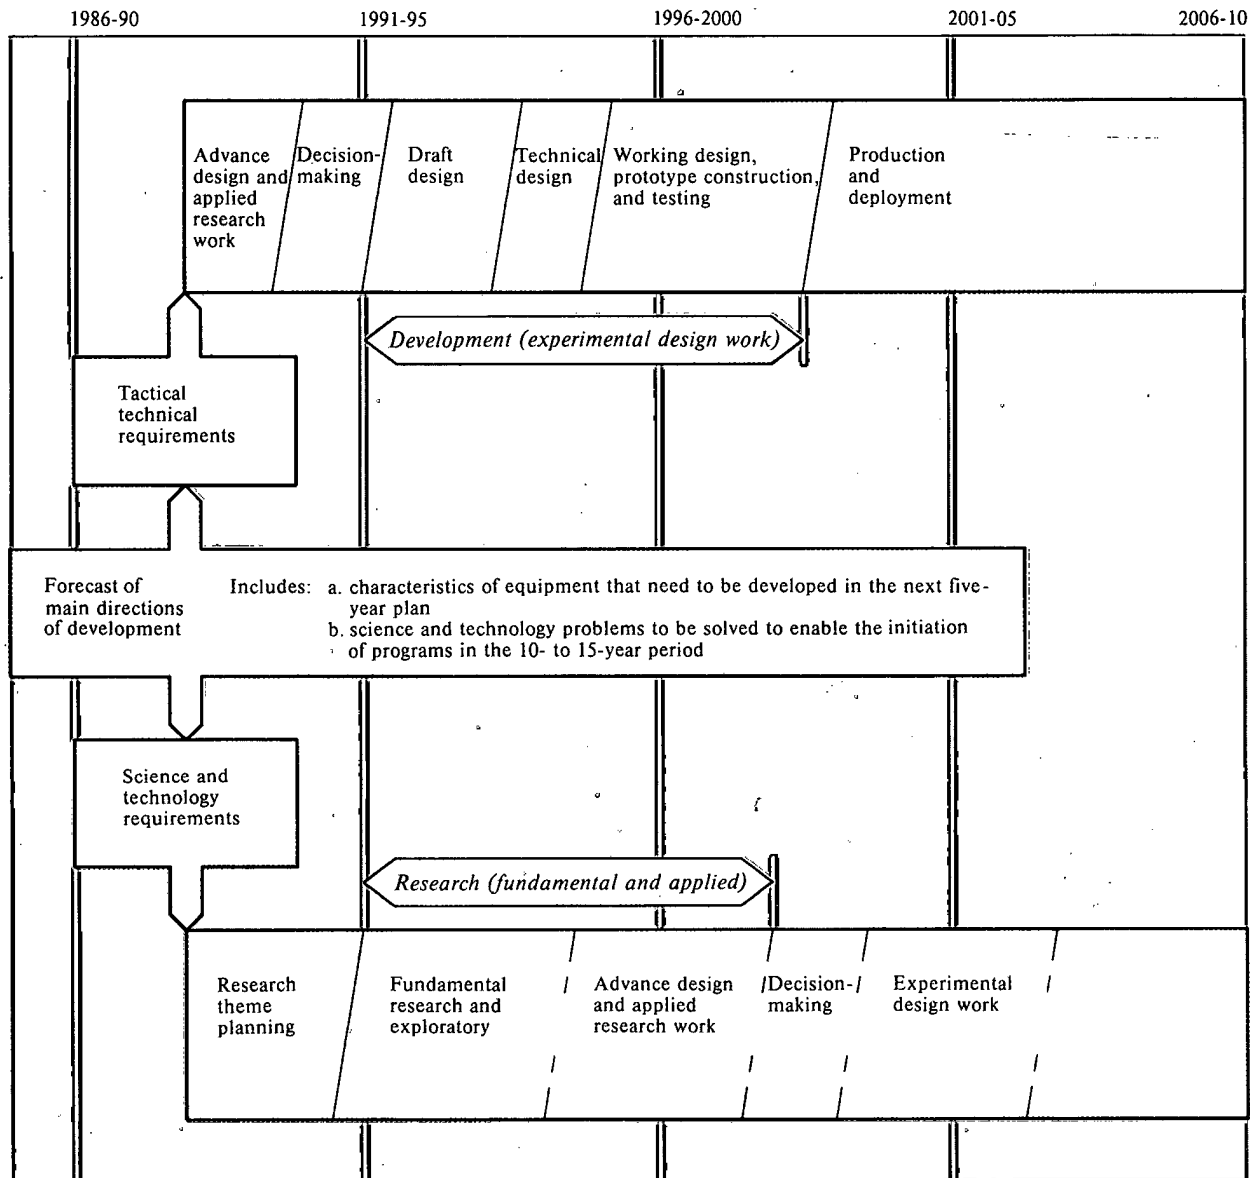 1986-90 1991-95 1996-2000 2001-05 2006-10
Advance
design and
applied
research
work
Decision-
making
Draft
design
Technical
design
Working design,
prototype construction,
and testing
Production
and
deployment
Development (experimental design work)
Tactical
technical
requirements
Forecast of
main directions
of development
Includes: a. characteristics of equipment that need to be developed in the next five-
year plan
b. science and technology problems to be solved to enable the initiation
of programs in the 10- to 15-year period
Science and
technology
requirements
Research (fundamental and applied)
Research
theme
planning
Fundamental
research and
exploratory
Advance design
and applied
research work
Decision-
making
Experimental
design work